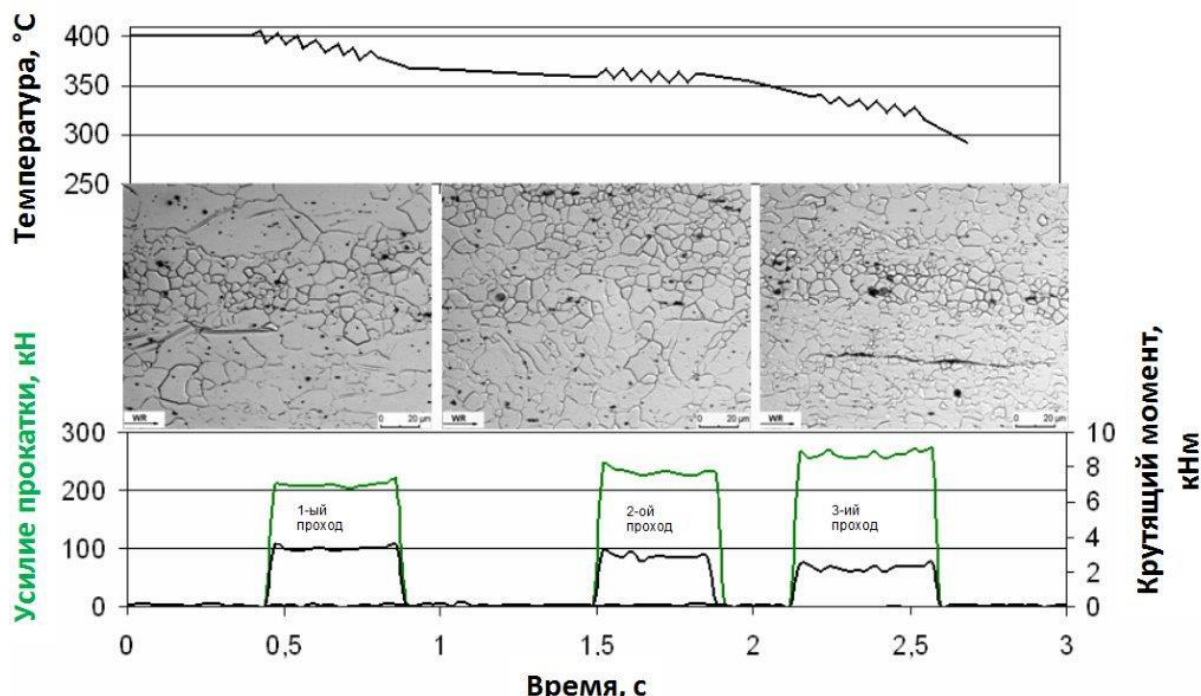 Температура, °C
400
350
300
250
WR
0 20 µm
WR
0 20 µm
WR
0 20 µm
Усилие прокатки, кН
300
200
100
0
1-ый
проход
2-ой
проход
3-ий
проход
10
8
6
4
2
0
Крутящий момент,
кНм
0
0,5
1
1,5
2
2,5
3
Время, с